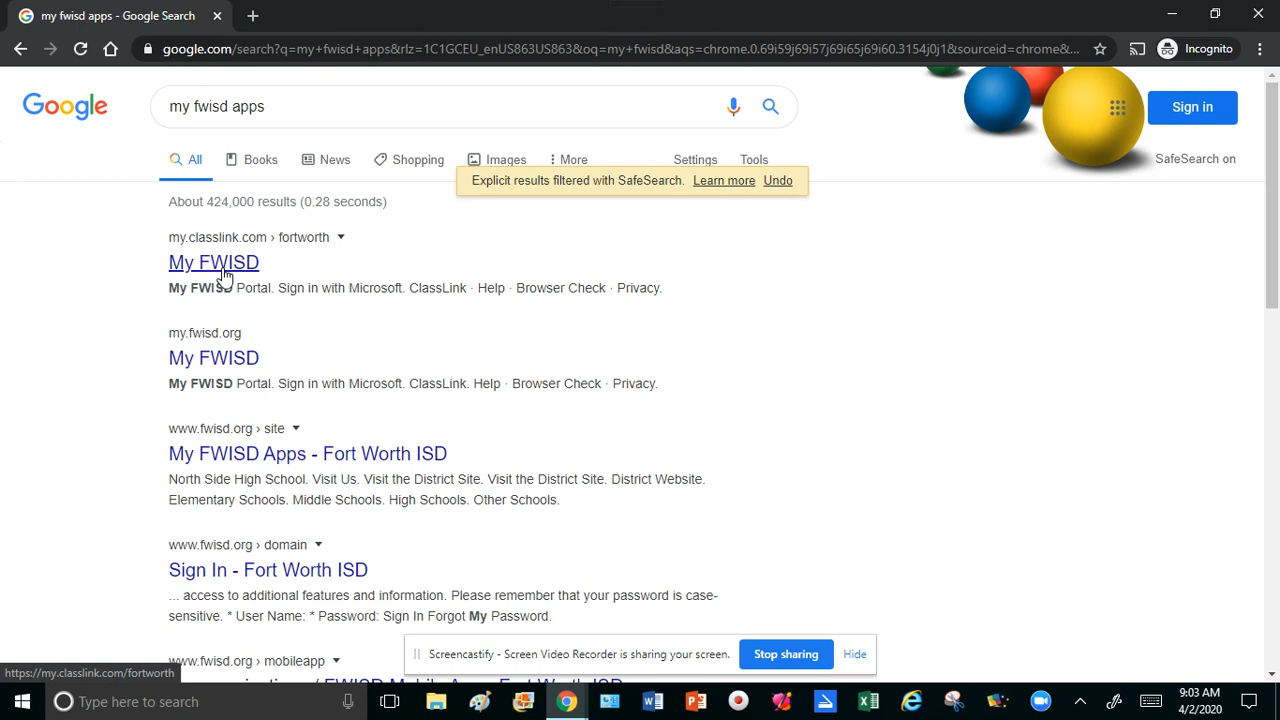 my fwisd apps - Google Search
google.com/search?q=my+fwisd+apps&rlz=1C1GCEU_enUS863US863&oq=my+fwisd&aqs=chrome.0.69i59j69i57j69i65j69i60.3154j0j1&sourceid=chrome&...
Incognito
Google
my fwisd apps
Sign in
All Books News Shopping Images More Settings Tools
SafeSearch on
Explicit results filtered with SafeSearch. Learn more Undo
About 424,000 results (0.28 seconds)
my.classlink.com › fortworth
My FWISD
My FWISD Portal. Sign in with Microsoft. ClassLink · Help · Browser Check · Privacy.
my.fwisd.org
My FWISD
My FWISD Portal. Sign in with Microsoft. ClassLink. Help · Browser Check · Privacy.
www.fwisd.org › site
My FWISD Apps - Fort Worth ISD
North Side High School. Visit Us. Visit the District Site. Visit the District Site. District Website.
Elementary Schools. Middle Schools. High Schools. Other Schools.
www.fwisd.org › domain
Sign In - Fort Worth ISD
... access to additional features and information. Please remember that your password is case-
sensitive. * User Name: * Password: Sign In Forgot My Password.
Screencastify - Screen Video Recorder is sharing your screen. Stop sharing Hide
www.fwisd.org › mobileapp
https://my.classlink.com/fortworth
/ FWISD Mobile App - Fort Worth ISD
Type here to search
9:03 AM
4/2/2020